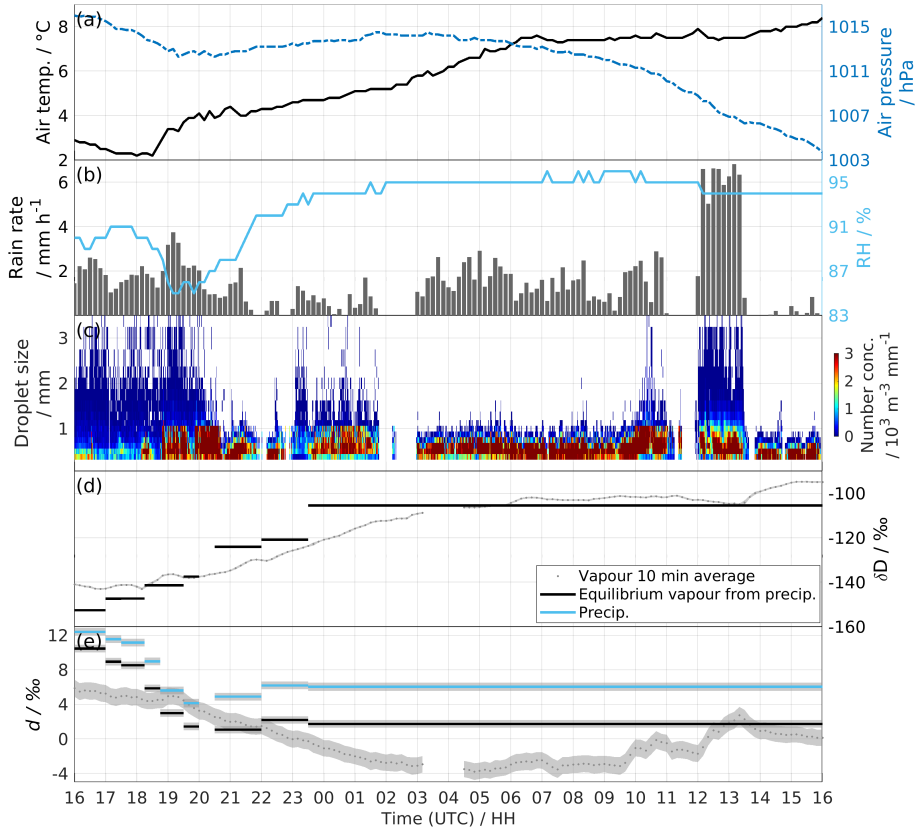 (a)
8
6
4
2
Air temp. / °C
1015
1011
1007
1003
Air pressure
/ hPa
(b)
6
4
2
Rain rate
/ mm h-1
95
91
87
83
RH / %
(c)
3
2
1
Droplet size
/ mm
3
2
1
0
Number conc.
/ 10³ m-3 mm-1
(d)
-100
-120
-140
-160
δD / ‰
Vapour 10 min average
Equilibrium vapour from precip.
Precip.
(e)
12
8
4
0
-4
d / ‰
16 17 18 19 20 21 22 23 00 01 02 03 04 05 06 07 08 09 10 11 12 13 14 15 16
Time (UTC) / HH